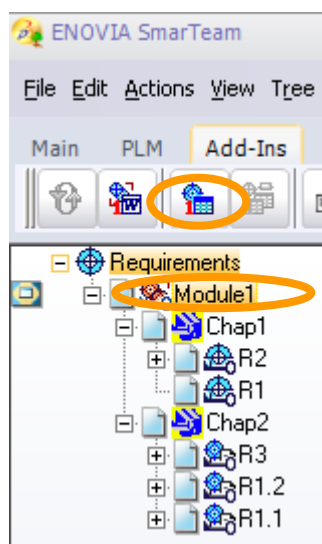 ENOVIA SmarTeam
File Edit Actions View Tree
Main PLM Add-Ins
Requirements
Module1
Chap1
R2
R1
Chap2
R3
R1.2
R1.1